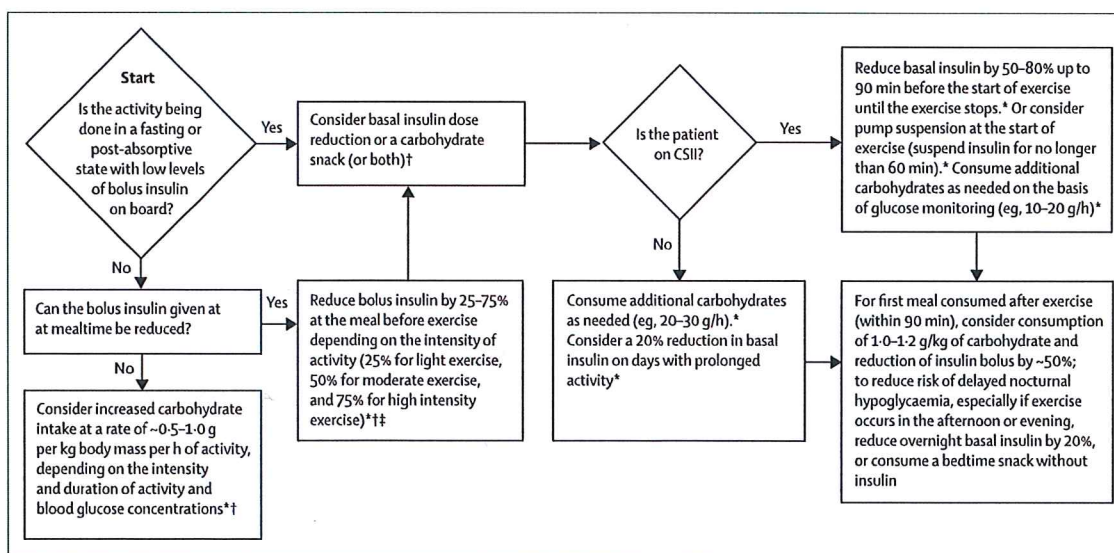 Start
Is the activity being
done in a fasting or
post-absorptive
state with low levels
of bolus insulin
on board?
Yes
No
Can the bolus insulin given at
at mealtime be reduced?
Yes
No
Consider increased carbohydrate
intake at a rate of ~0·5–1·0 g
per kg body mass per h of activity,
depending on the intensity
and duration of activity and
blood glucose concentrations*†
Reduce bolus insulin by 25–75%
at the meal before exercise
depending on the intensity of
activity (25% for light exercise,
50% for moderate exercise,
and 75% for high intensity
exercise)*†‡
Consider basal insulin dose
reduction or a carbohydrate
snack (or both)†
Is the patient
on CSII?
Yes
No
Reduce basal insulin by 50–80% up to
90 min before the start of exercise
until the exercise stops.* Or consider
pump suspension at the start of
exercise (suspend insulin for no longer
than 60 min).* Consume additional
carbohydrates as needed on the basis
of glucose monitoring (eg, 10–20 g/h)*
Consume additional carbohydrates
as needed (eg, 20–30 g/h).*
Consider a 20% reduction in basal
insulin on days with prolonged
activity*
For first meal consumed after exercise
(within 90 min), consider consumption
of 1·0–1·2 g/kg of carbohydrate and
reduction of insulin bolus by ~50%;
to reduce risk of delayed nocturnal
hypoglycaemia, especially if exercise
occurs in the afternoon or evening,
reduce overnight basal insulin by 20%,
or consume a bedtime snack without
insulin